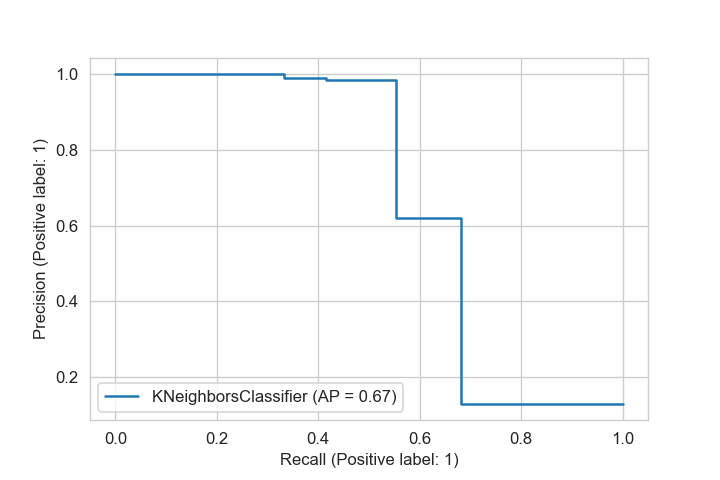 1.0
0.8
0.6
0.4
0.2
Precision (Positive label: 1)
KNeighborsClassifier (AP = 0.67)
0.0 0.2 0.4 0.6 0.8 1.0
Recall (Positive label: 1)